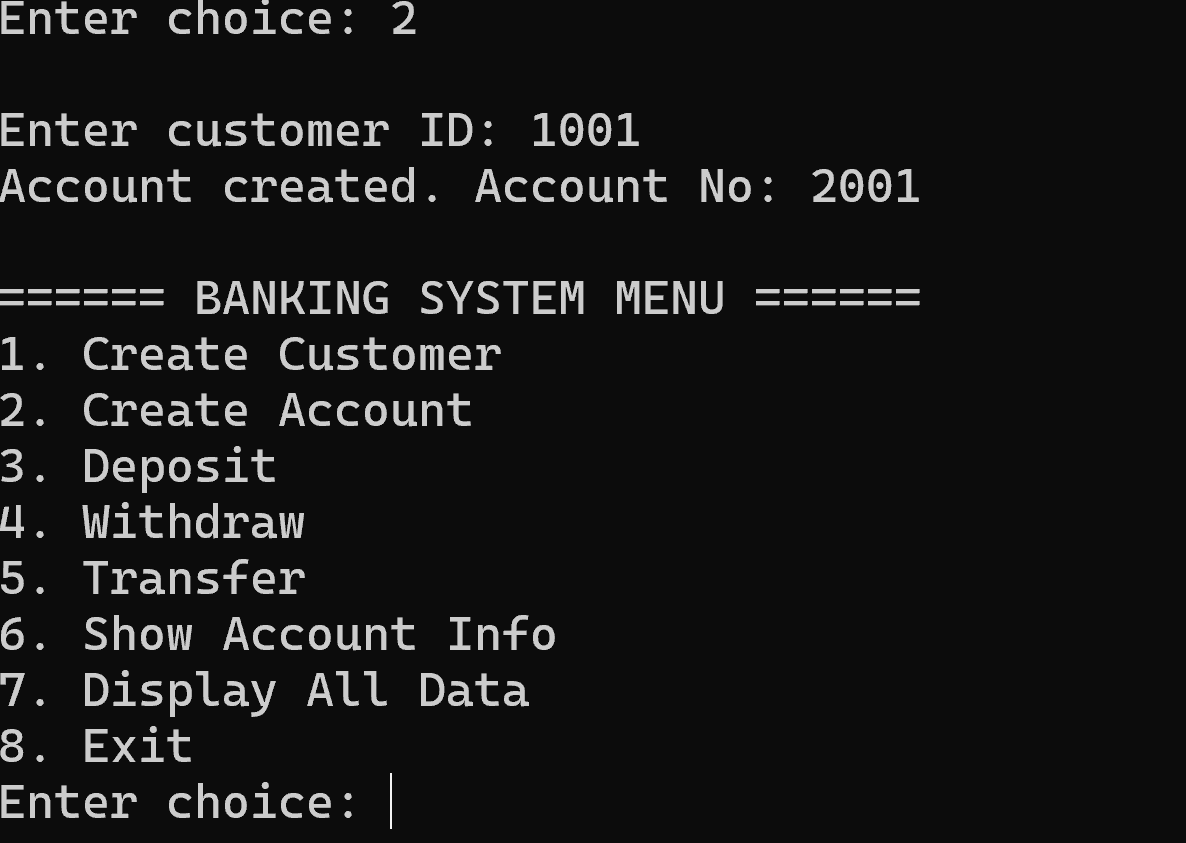 Enter choice: 2
Enter customer ID: 1001
Account created. Account No: 2001
====== BANKING SYSTEM MENU ======
1. Create Customer
2. Create Account
3. Deposit
4. Withdraw
5. Transfer
6. Show Account Info
7. Display All Data
8. Exit
Enter choice: